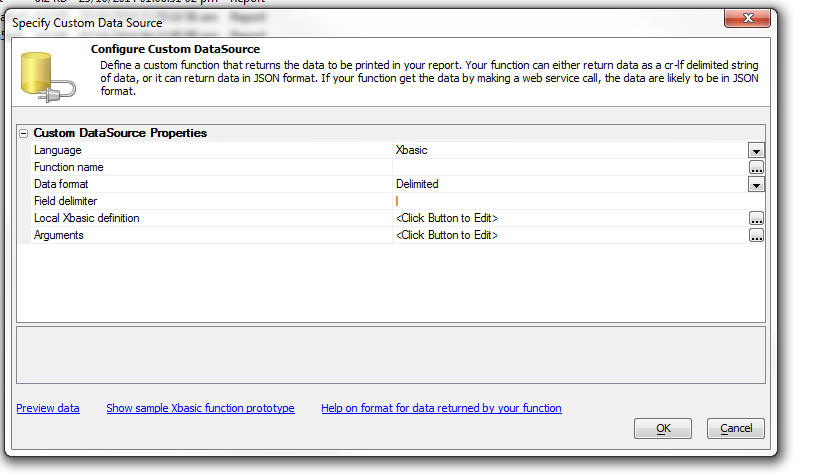 Specify Custom Data Source
Configure Custom DataSource
Define a custom function that returns the data to be printed in your report. Your function can either return data as a cr-lf delimited string
of data, or it can return data in JSON format. If your function get the data by making a web service call, the data are likely to be in JSON
format.
Custom DataSource Properties
Language Xbasic
Function name
Data format Delimited
Field delimiter |
Local Xbasic definition <Click Button to Edit>
Arguments <Click Button to Edit>
Preview data Show sample Xbasic function prototype Help on format for data returned by your function
OK Cancel